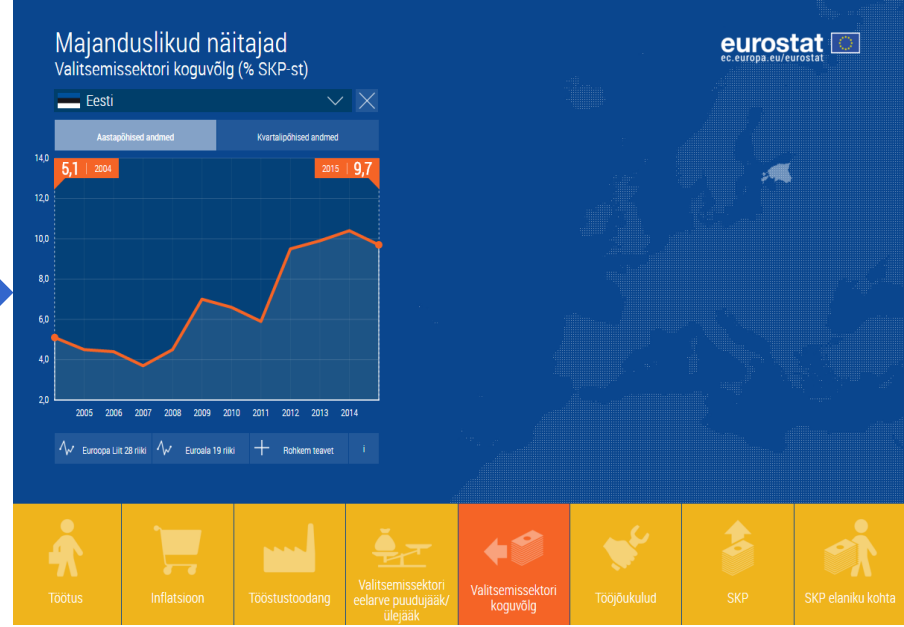 Majanduslikud näitajad
Valitsemissektori koguvõlg (% SKP-st)
eurostat
ec.europa.eu/eurostat
Eesti
Aastapõhised andmed
Kvartalipõhised andmed
5,1 2004
2015 9,7
14,0
12,0
10,0
8,0
6,0
4,0
2,0
2005 2006 2007 2008 2009 2010 2011 2012 2013 2014
Euroopa Liit 28 riiki
Euroala 19 riiki
Rohkem teavet
i
Töötus
Inflatsioon
Tööstustoodang
Valitsemissektori
eelarve puudujääk/
ülejääk
Valitsemissektori
koguvõlg
Tööjõukulud
SKP
SKP elaniku kohta